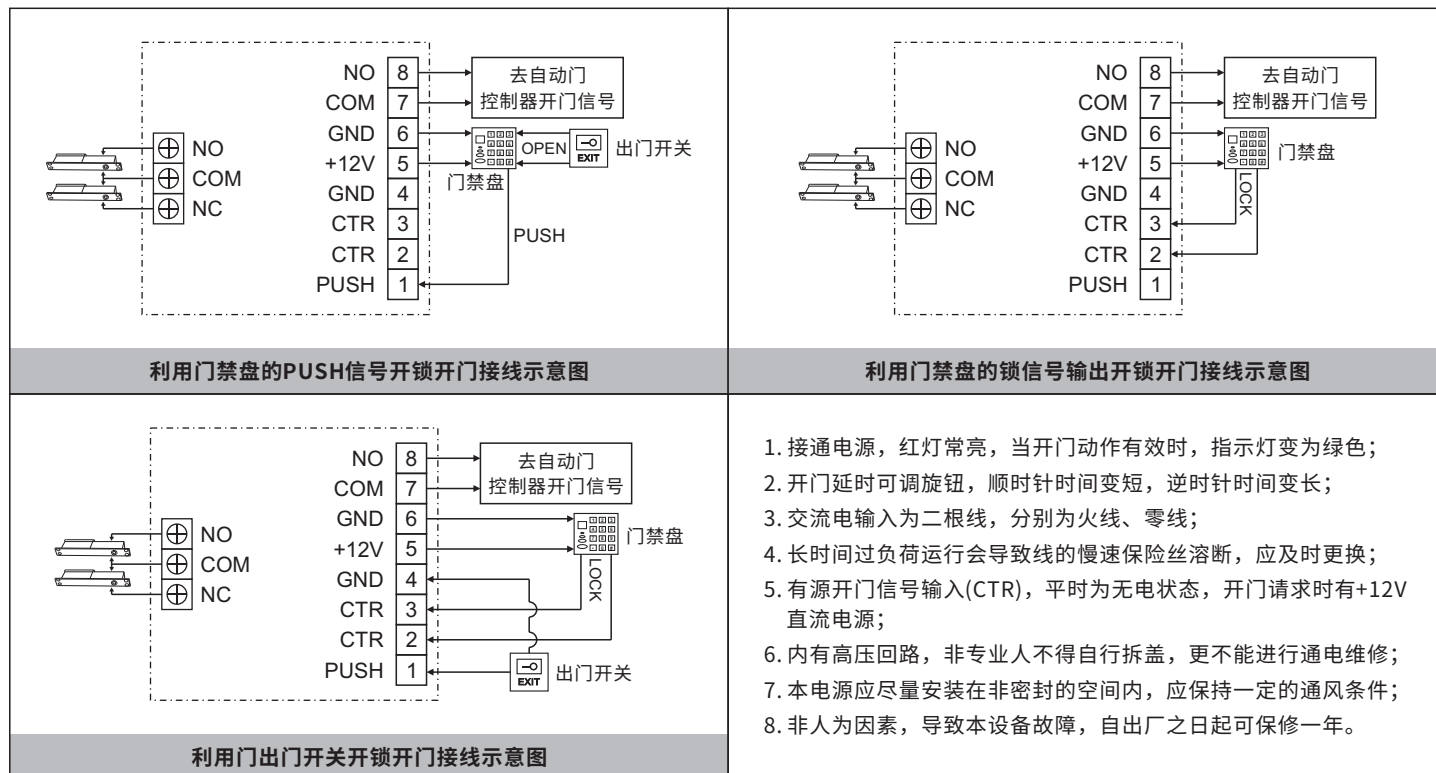 NO 8
COM 7
GND 6
+12V 5
GND 4
CTR 3
CTR 2
PUSH 1
NO
COM
NC
去自动门
控制器开门信号
门禁盘
OPEN
EXIT
出门开关
PUSH
利用门禁盘的PUSH信号开锁开门接线示意图
NO 8
COM 7
GND 6
+12V 5
GND 4
CTR 3
CTR 2
PUSH 1
NO
COM
NC
去自动门
控制器开门信号
门禁盘
LOCK
利用门禁盘的锁信号输出开锁开门接线示意图
NO 8
COM 7
GND 6
+12V 5
GND 4
CTR 3
CTR 2
PUSH 1
NO
COM
NC
去自动门
控制器开门信号
门禁盘
LOCK
EXIT
出门开关
利用门出门开关开锁开门接线示意图
1. 接通电源，红灯常亮，当开门动作有效时，指示灯变为绿色；
2. 开门延时可调旋钮，顺时针时间变短，逆时针时间变长；
3. 交流电输入为二根线，分别为火线、零线；
4. 长时间过负荷运行会导致线的慢速保险丝溶断，应及时更换；
5. 有源开门信号输入(CTR)，平时为无电状态，开门请求时有+12V
直流电源；
6. 内有高压回路，非专业人不得自行拆盖，更不能进行通电维修；
7. 本电源应尽量安装在非密封的空间内，应保持一定的通风条件；
8. 非人为因素，导致本设备故障，自出厂之日起可保修一年。